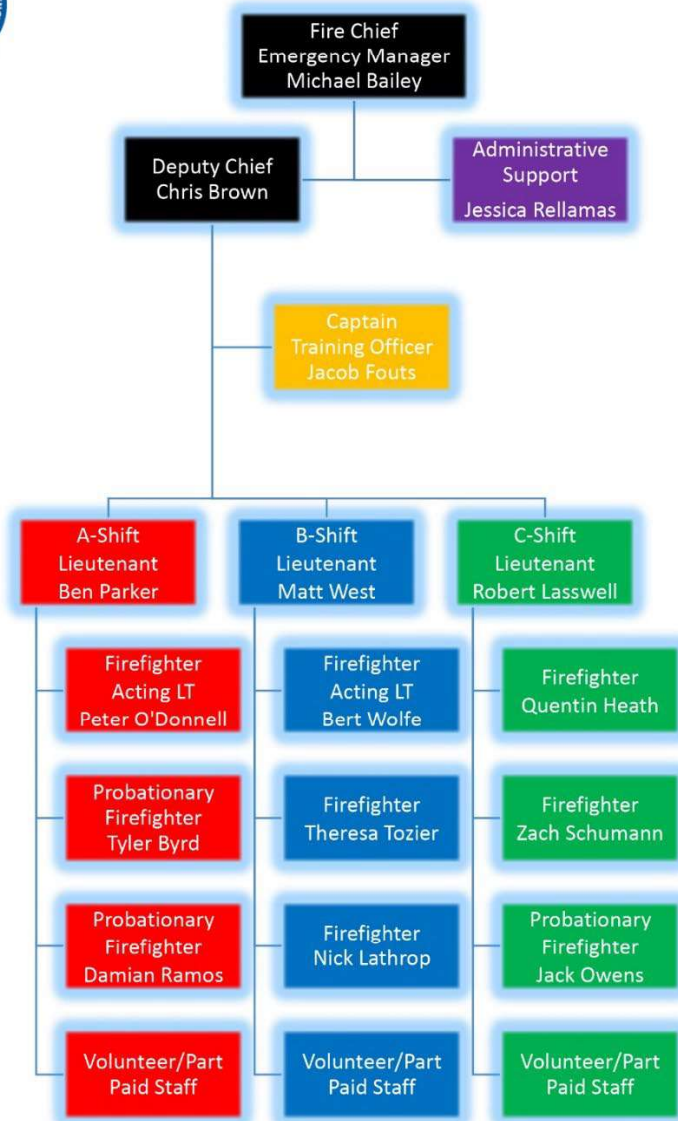 Fire Chief
Emergency Manager
Michael Bailey
Deputy Chief
Chris Brown
Administrative
Support
Jessica Rellamas
Captain
Training Officer
Jacob Fouts
A-Shift
Lieutenant
Ben Parker
B-Shift
Lieutenant
Matt West
C-Shift
Lieutenant
Robert Lasswell
Firefighter
Acting LT
Peter O'Donnell
Firefighter
Acting LT
Bert Wolfe
Firefighter
Quentin Heath
Probationary
Firefighter
Tyler Byrd
Firefighter
Theresa Tozier
Firefighter
Zach Schumann
Probationary
Firefighter
Damian Ramos
Firefighter
Nick Lathrop
Probationary
Firefighter
Jack Owens
Volunteer/Part
Paid Staff
Volunteer/Part
Paid Staff
Volunteer/Part
Paid Staff